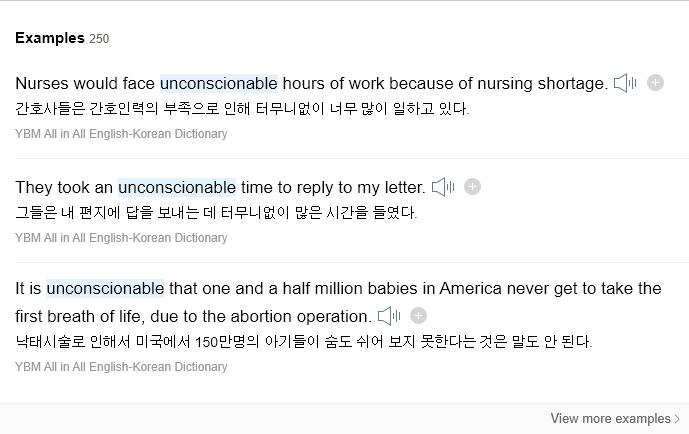 Examples 250
Nurses would face unconscionable hours of work because of nursing shortage.
간호사들은 간호인력의 부족으로 인해 터무니없이 너무 많이 일하고 있다.
YBM All in All English-Korean Dictionary
They took an unconscionable time to reply to my letter.
그들은 내 편지에 답을 보내는 데 터무니없이 많은 시간을 들였다.
YBM All in All English-Korean Dictionary
It is unconscionable that one and a half million babies in America never get to take the
first breath of life, due to the abortion operation.
낙태시술로 인해서 미국에서 150만명의 아기들이 숨도 쉬어 보지 못한다는 것은 말도 안 된다.
YBM All in All English-Korean Dictionary
View more examples